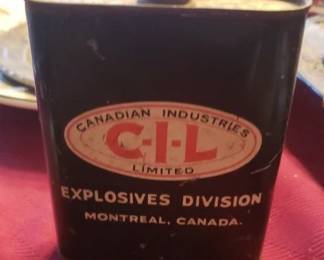 CANADIAN INDUSTRIES
C-I-L
LIMITED
EXPLOSIVES DIVISION
MONTREAL, CANADA.